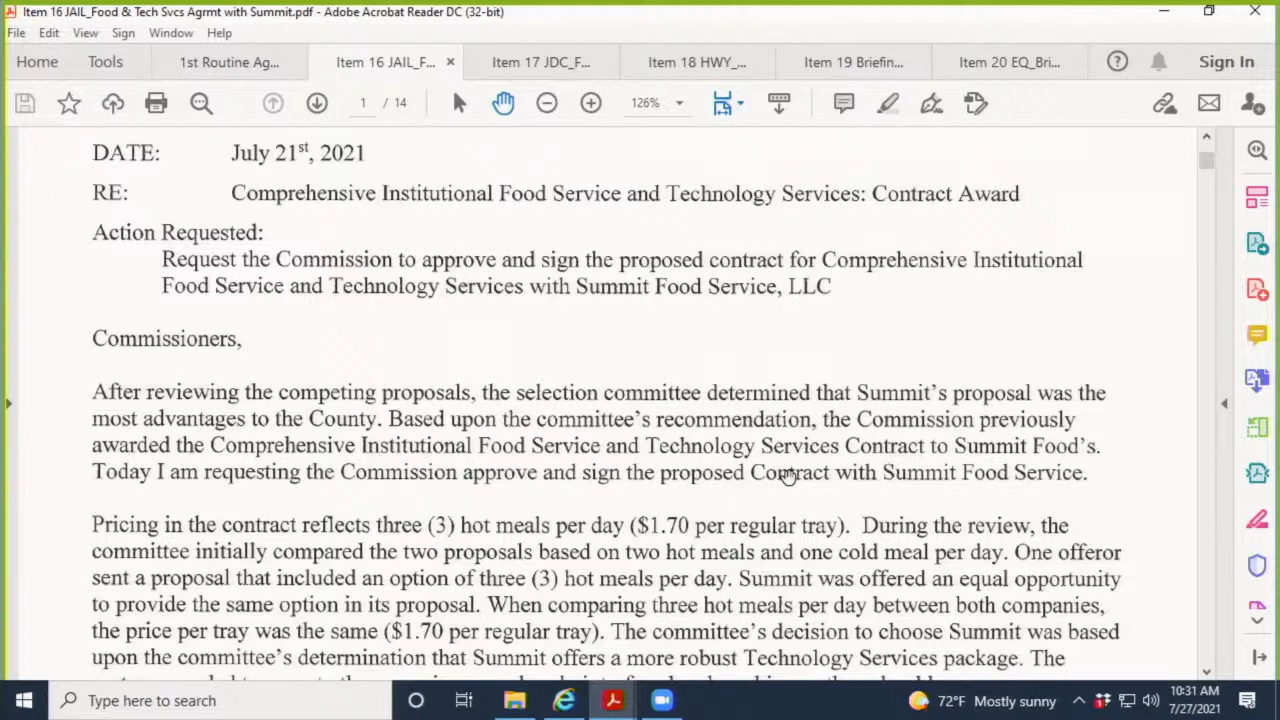 Item 16 JAIL_Food & Tech Svcs Agrmt with Summit.pdf - Adobe Acrobat Reader DC (32-bit)
File Edit View Sign Window Help
Home Tools 1st Routine Ag... Item 16 JAIL_F... × Item 17 JDC_F... Item 18 HWY_... Item 19 Briefin... Item 20 EQ_Bri... Sign In
1 / 14 126%
DATE: July 21st, 2021
RE: Comprehensive Institutional Food Service and Technology Services: Contract Award
Action Requested:
Request the Commission to approve and sign the proposed contract for Comprehensive Institutional
Food Service and Technology Services with Summit Food Service, LLC
Commissioners,
After reviewing the competing proposals, the selection committee determined that Summit's proposal was the
most advantages to the County. Based upon the committee's recommendation, the Commission previously
awarded the Comprehensive Institutional Food Service and Technology Services Contract to Summit Food's.
Today I am requesting the Commission approve and sign the proposed Contract with Summit Food Service.
Pricing in the contract reflects three (3) hot meals per day ($1.70 per regular tray). During the review, the
committee initially compared the two proposals based on two hot meals and one cold meal per day. One offeror
sent a proposal that included an option of three (3) hot meals per day. Summit was offered an equal opportunity
to provide the same option in its proposal. When comparing three hot meals per day between both companies,
the price per tray was the same ($1.70 per regular tray). The committee's decision to choose Summit was based
upon the committee's determination that Summit offers a more robust Technology Services package. The
Type here to search
72°F Mostly sunny
10:31 AM
7/27/2021